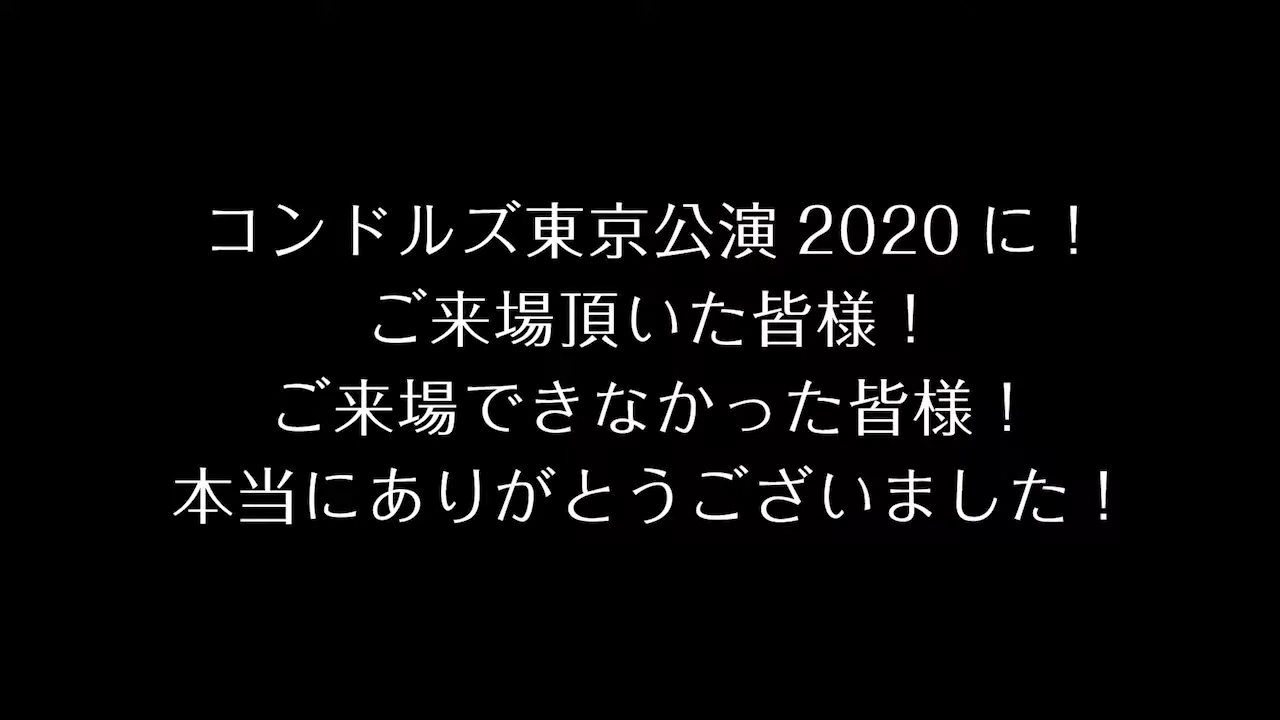 コンドルズ東京公演 2020 に！
ご来場頂いた皆様！
ご来場できなかった皆様！
本当にありがとうございました！